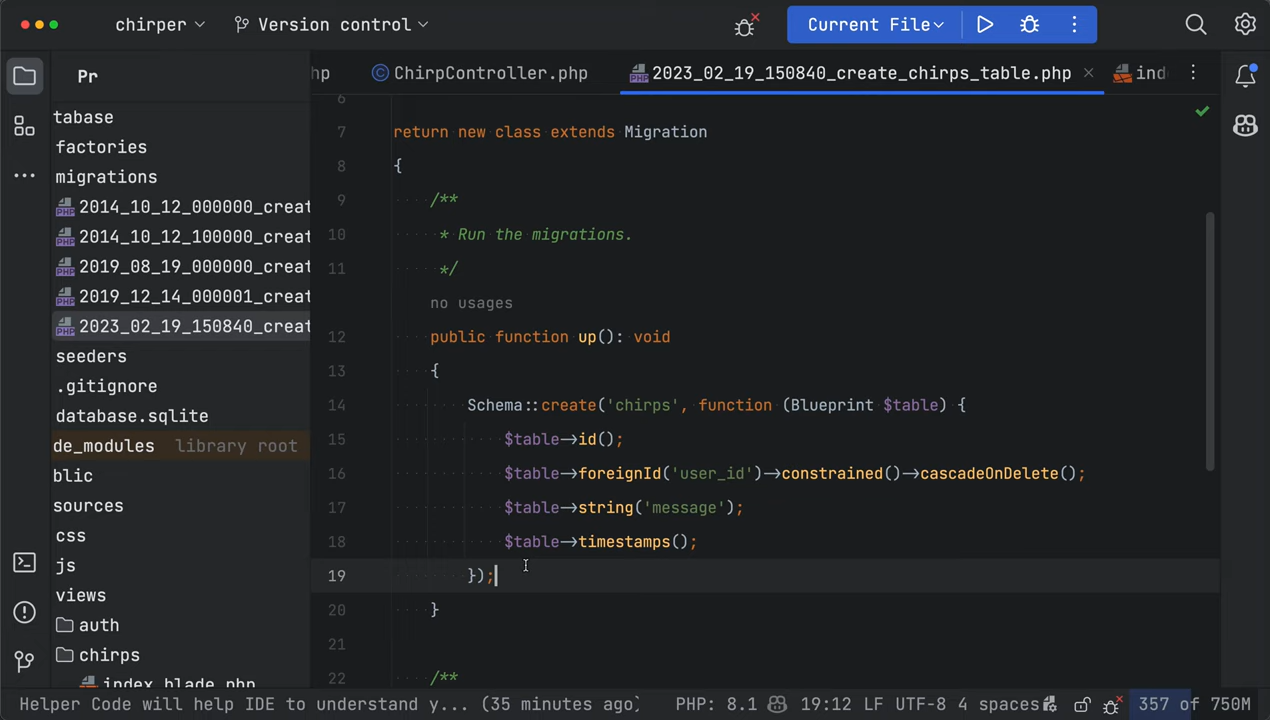 chirper
Version control
Current File
Pr
hp
ChirpController.php
2023_02_19_150840_create_chirps_table.php
ind
tabase
factories
migrations
2014_10_12_000000_creat
2014_10_12_100000_creat
2019_08_19_000000_creat
2019_12_14_000001_creat
2023_02_19_150840_creat
seeders
.gitignore
database.sqlite
de_modules library root
blic
sources
css
js
views
auth
chirps
index.blade.php
6
7 return new class extends Migration
8 {
9 /**
10 * Run the migrations.
11 */
no usages
12 public function up(): void
13 {
14 Schema::create('chirps', function (Blueprint $table) {
15 $table->id();
16 $table->foreignId('user_id')->constrained()->cascadeOnDelete();
17 $table->string('message');
18 $table->timestamps();
19 });
20 }
21
22 /**
Helper Code will help IDE to understand y... (35 minutes ago) PHP: 8.1 19:12 LF UTF-8 4 spaces 357 of 750M